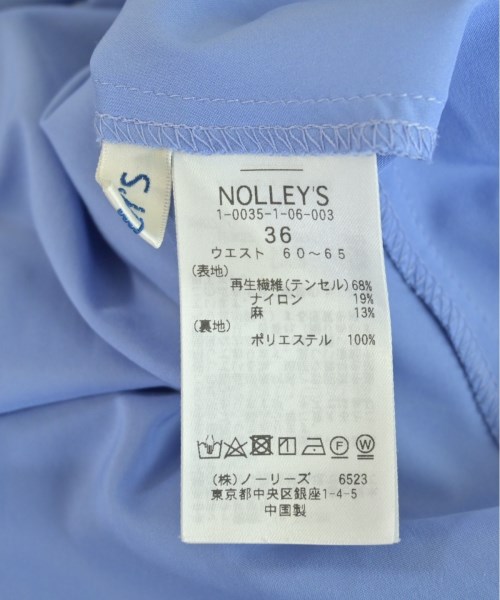 NOLLEY'S
1-0035-1-06-003
36
ウエスト 60～65
(表地)
再生繊維(テンセル) 68%
ナイロン 19%
麻 13%
(裏地)
ポリエステル 100%
F W
(株)ノーリーズ 6523
東京都中央区銀座1-4-5
中国製